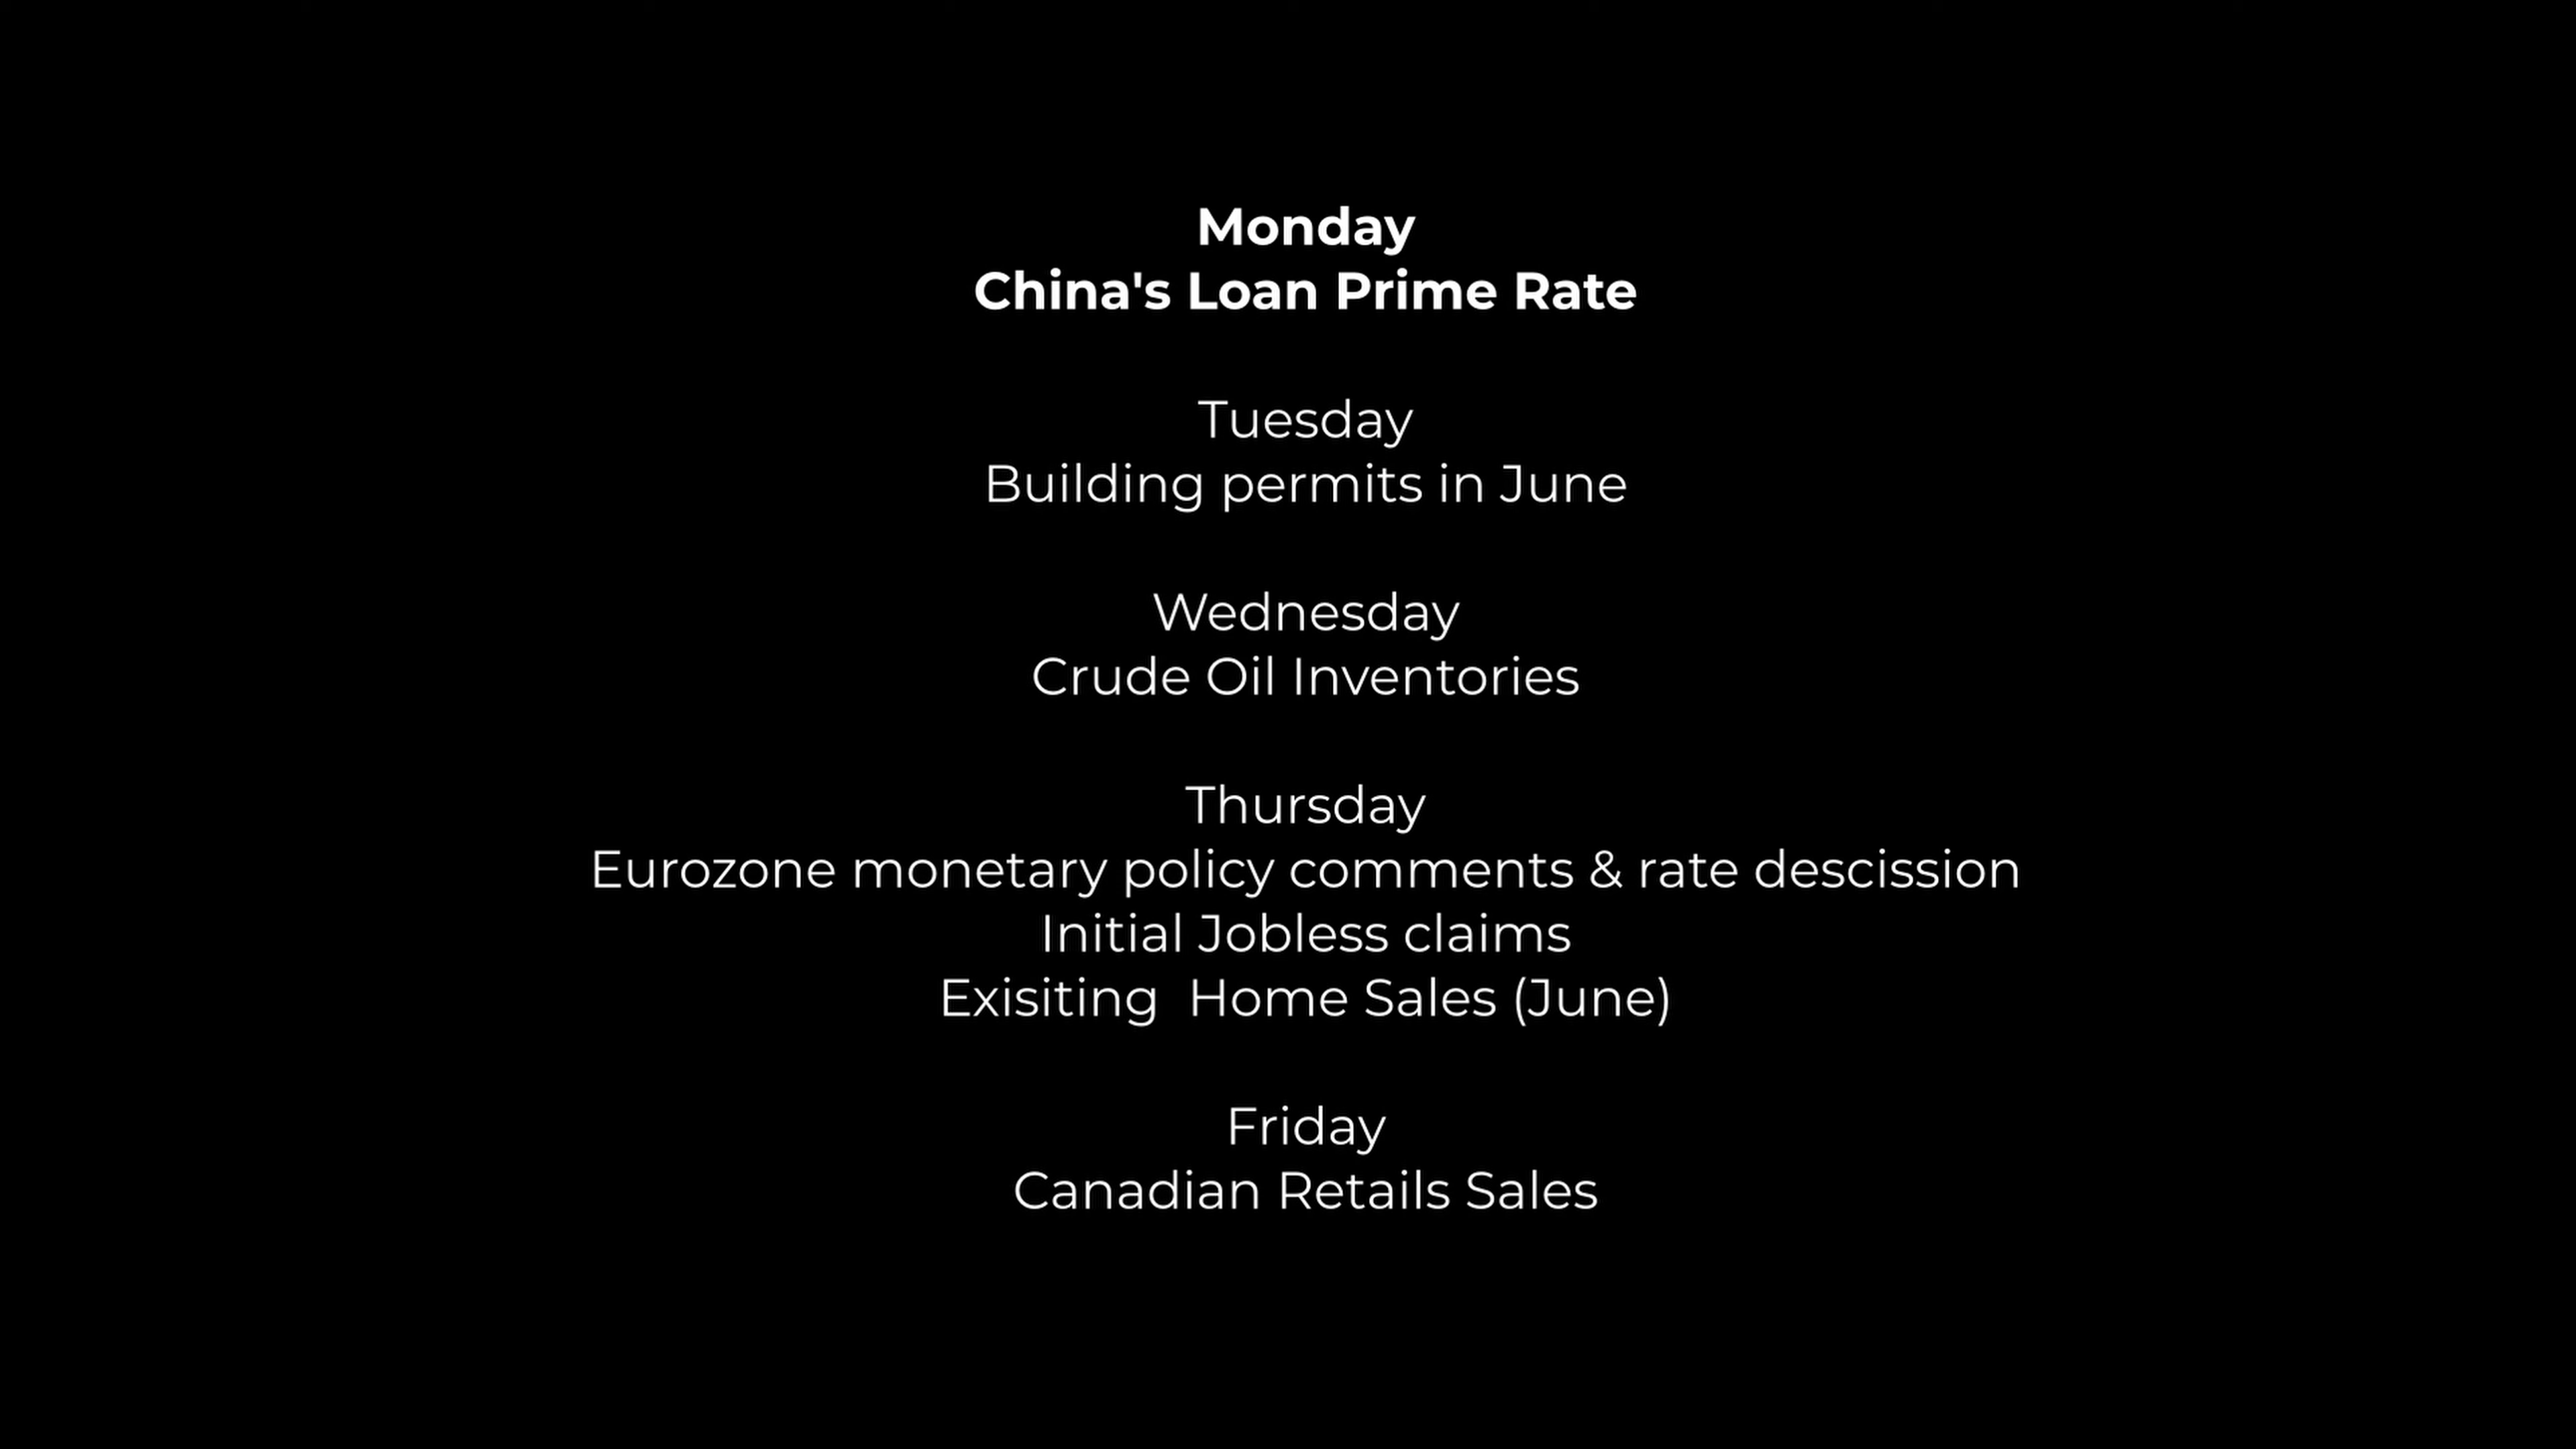 Monday
China's Loan Prime Rate
Tuesday
Building permits in June
Wednesday
Crude Oil Inventories
Thursday
Eurozone monetary policy comments & rate descission
Initial Jobless claims
Exisiting  Home Sales (June)
Friday
Canadian Retails Sales